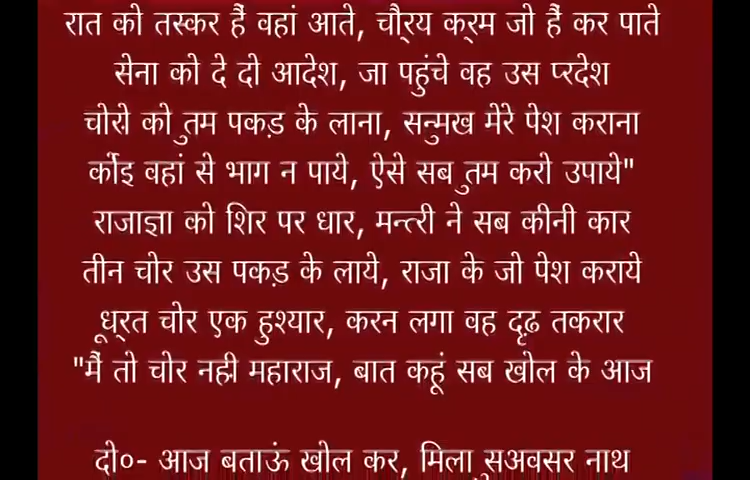 रात को तस्कर हैं वहां आते, चौर्य कर्म जो हैं कर पाते
सेना को दे दो आदेश, जा पहुंचे वह उस प्रदेश
चोरों को तुम पकड़ के लाना, सन्मुख मेरे पेश कराना
कोई वहां से भाग न पाये, ऐसे सब तुम करो उपाये"
राजाज्ञा को शिर पर धार, मन्त्री ने सब कीनी कार
तीन चोर उस पकड़ के लाये, राजा के जो पेश कराये
धूर्त चोर एक हुश्यार, करन लगा वह दृढ़ तकरार
"मैं तो चोर नही महाराज, बात कहूं सब खोल के आज
दो०- आज बताऊं खोल कर, मिला सुअवसर नाथ